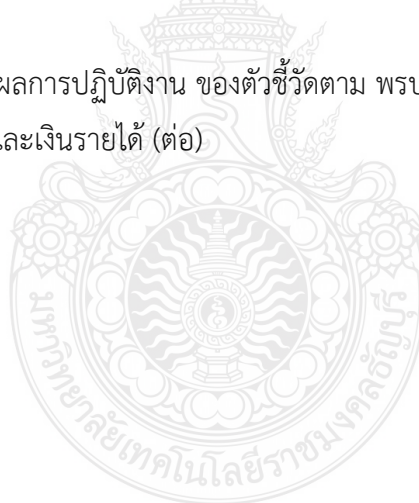 ผลการปฏิบัติงาน ของตัวชี้วัดตาม พรบ
และเงินรายได้ (ต่อ)
มหาวิทยาลัยเทคโนโลยีราชมงคลธัญบุรี